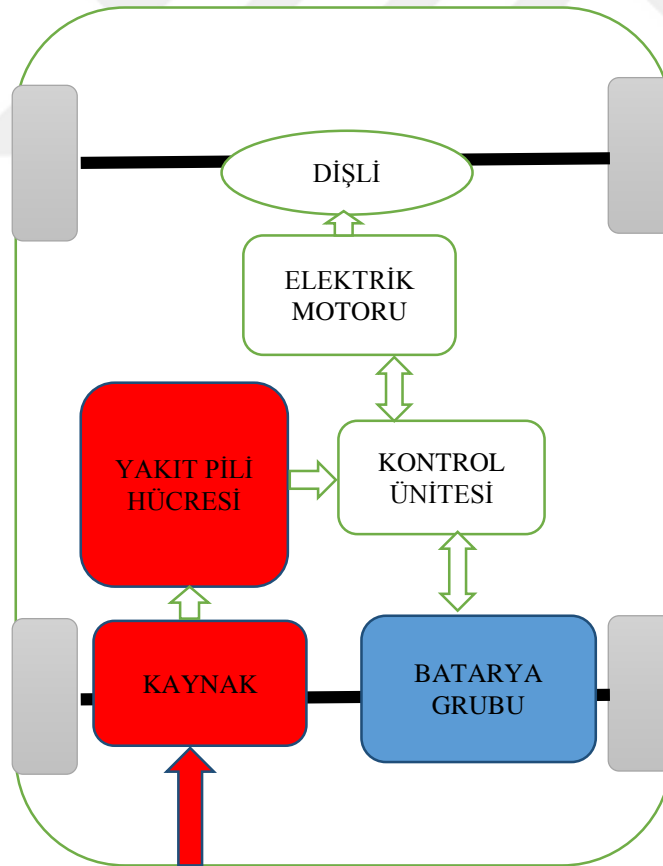 DİŞLİ
ELEKTRİK
MOTORU
YAKIT PİLİ
HÜCRESİ
KONTROL
ÜNİTESİ
KAYNAK
BATARYA
GRUBU